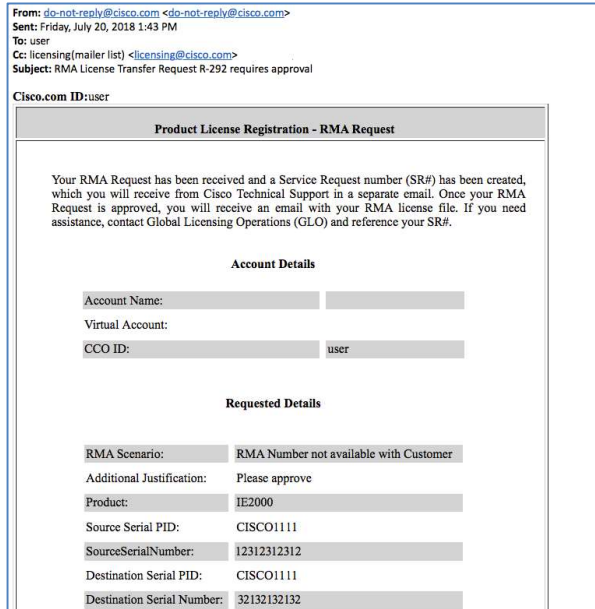 From: do-not-reply@cisco.com <do-not-reply@cisco.com>
Sent: Friday, July 20, 2018 1:43 PM
To: user
Cc: licensing(mailer list) <licensing@cisco.com>
Subject: RMA License Transfer Request R-292 requires approval
Cisco.com ID:user
Product License Registration - RMA Request
Your RMA Request has been received and a Service Request number (SR#) has been created,
which you will receive from Cisco Technical Support in a separate email. Once your RMA
Request is approved, you will receive an email with your RMA license file. If you need
assistance, contact Global Licensing Operations (GLO) and reference your SR#.
Account Details
Account Name:
Virtual Account:
CCO ID: user
Requested Details
RMA Scenario: RMA Number not available with Customer
Additional Justification: Please approve
Product: IE2000
Source Serial PID: CISCO1111
SourceSerialNumber: 12312312312
Destination Serial PID: CISCO1111
Destination Serial Number: 32132132132